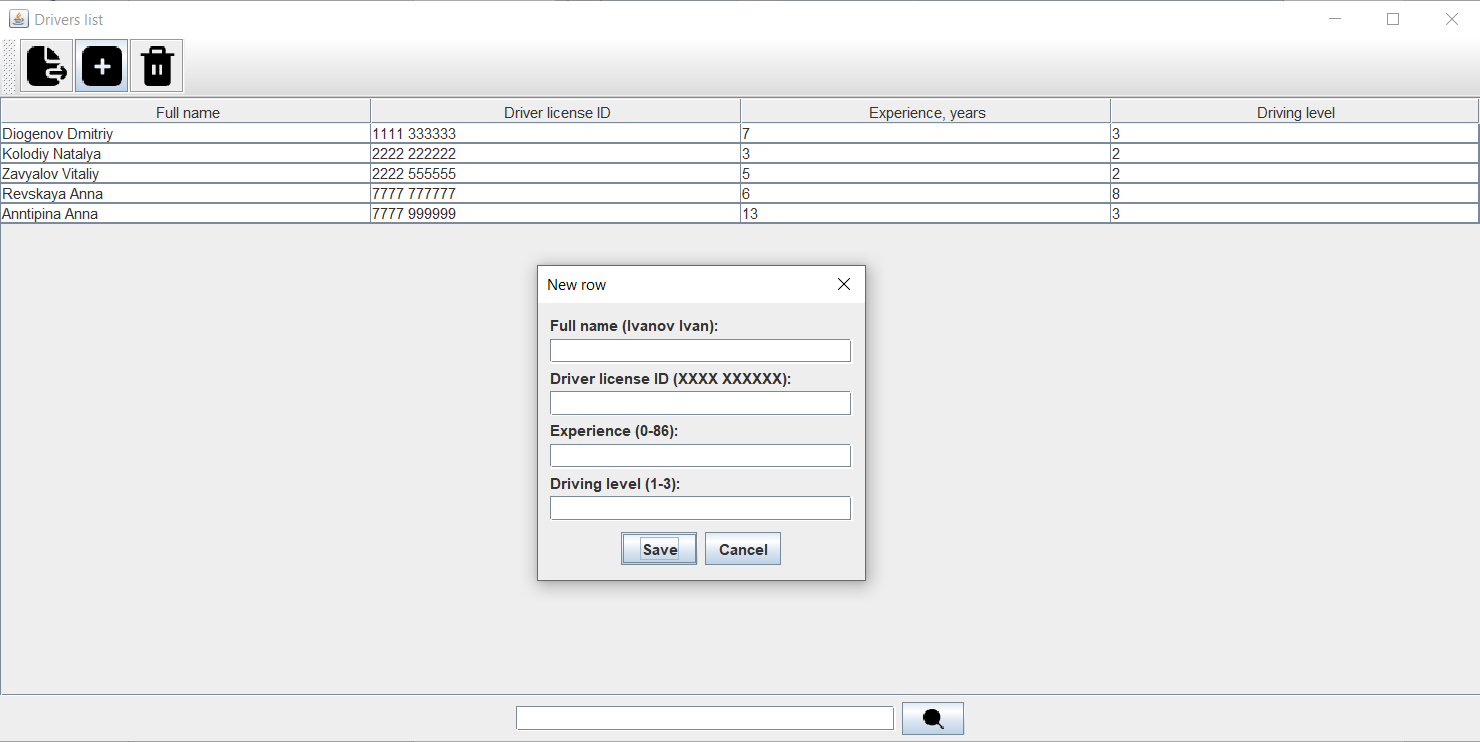 Drivers list
Full name Driver license ID Experience, years Driving level
Diogenov Dmitriy 1111 333333 7 3
Kolodiy Natalya 2222 222222 3 2
Zavyalov Vitaliy 2222 555555 5 2
Revskaya Anna 7777 777777 6 8
Anntipina Anna 7777 999999 13 3
New row
Full name (Ivanov Ivan):
Driver license ID (XXXX XXXXXX):
Experience (0-86):
Driving level (1-3):
Save Cancel